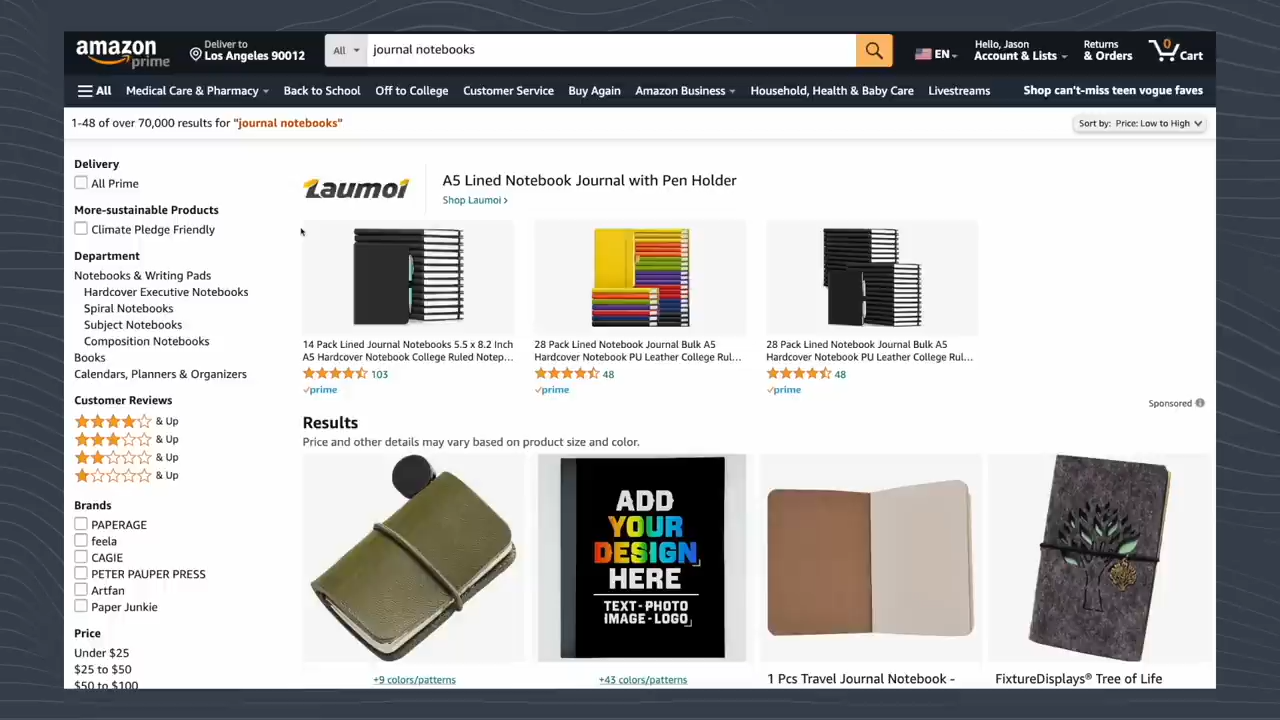 amazon
prime
Deliver to
Los Angeles 90012
All
journal notebooks
EN
Hello, Jason
Account & Lists
Returns
& Orders
0
Cart
All
Medical Care & Pharmacy
Back to School
Off to College
Customer Service
Buy Again
Amazon Business
Household, Health & Baby Care
Livestreams
Shop can't-miss teen vogue faves
1-48 of over 70,000 results for "journal notebooks"
Sort by: Price: Low to High
Delivery
All Prime
More-sustainable Products
Climate Pledge Friendly
Department
Notebooks & Writing Pads
Hardcover Executive Notebooks
Spiral Notebooks
Subject Notebooks
Composition Notebooks
Books
Calendars, Planners & Organizers
Customer Reviews
& Up
& Up
& Up
& Up
Brands
PAPERAGE
feela
CAGIE
PETER PAUPER PRESS
Artfan
Paper Junkie
Price
Under $25
$25 to $50
$50 to $100
Laumoi
A5 Lined Notebook Journal with Pen Holder
Shop Laumoi ›
14 Pack Lined Journal Notebooks 5.5 x 8.2 Inch
A5 Hardcover Notebook College Ruled Notep...
103
prime
28 Pack Lined Notebook Journal Bulk A5
Hardcover Notebook PU Leather College Rul...
48
prime
28 Pack Lined Notebook Journal Bulk A5
Hardcover Notebook PU Leather College Rul...
48
prime
Sponsored
Results
Price and other details may vary based on product size and color.
ADD
YOUR
DESIGN
HERE
TEXT-PHOTO
IMAGE-LOGO
+9 colors/patterns
+43 colors/patterns
1 Pcs Travel Journal Notebook -
FixtureDisplays® Tree of Life